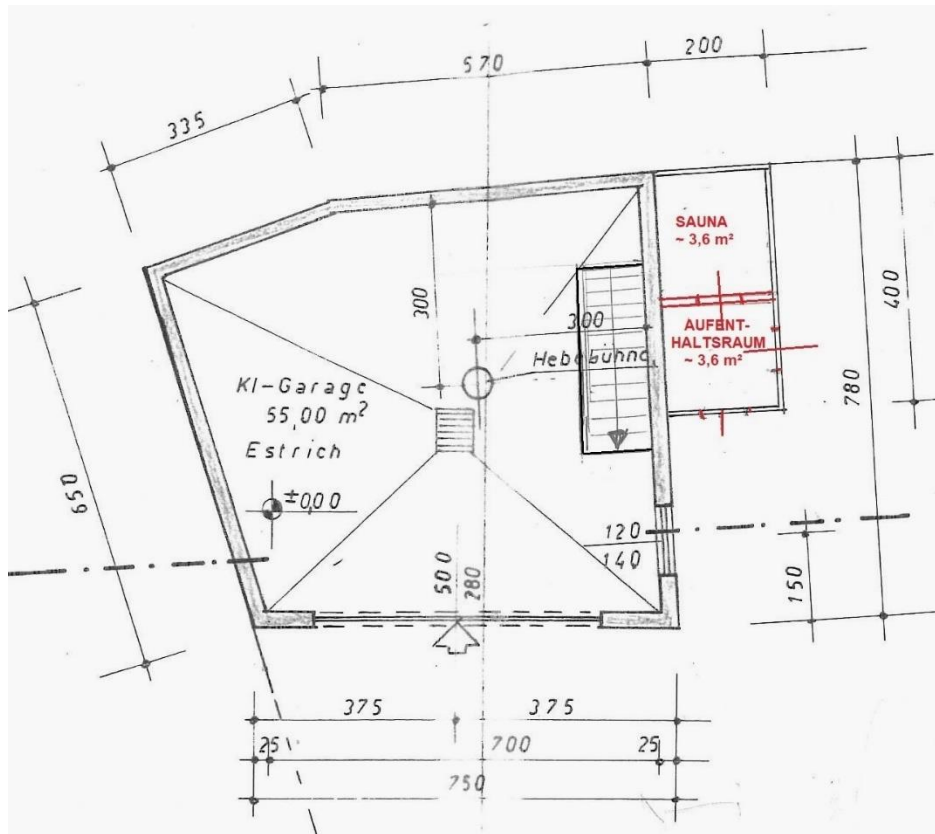 570
200
335
SAUNA
~ 3,6 m²
300
400
AUFENT-
HALTSRAUM
~ 3,6 m²
300
Hebebühne
780
Kl-Garage
55,00 m²
Estrich
650
±0,00
120
140
500
280
150
375
375
25
700
25
750